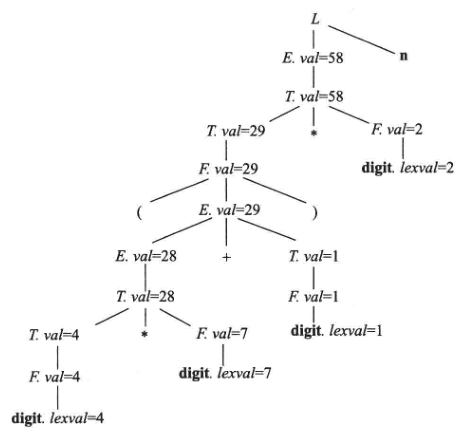 L
E. val=58 n
T. val=58
T. val=29 * F. val=2
F. val=29 digit. lexval=2
( E. val=29 )
E. val=28 + T. val=1
T. val=28 F. val=1
T. val=4 * F. val=7 digit. lexval=1
F. val=4 digit. lexval=7
digit. lexval=4